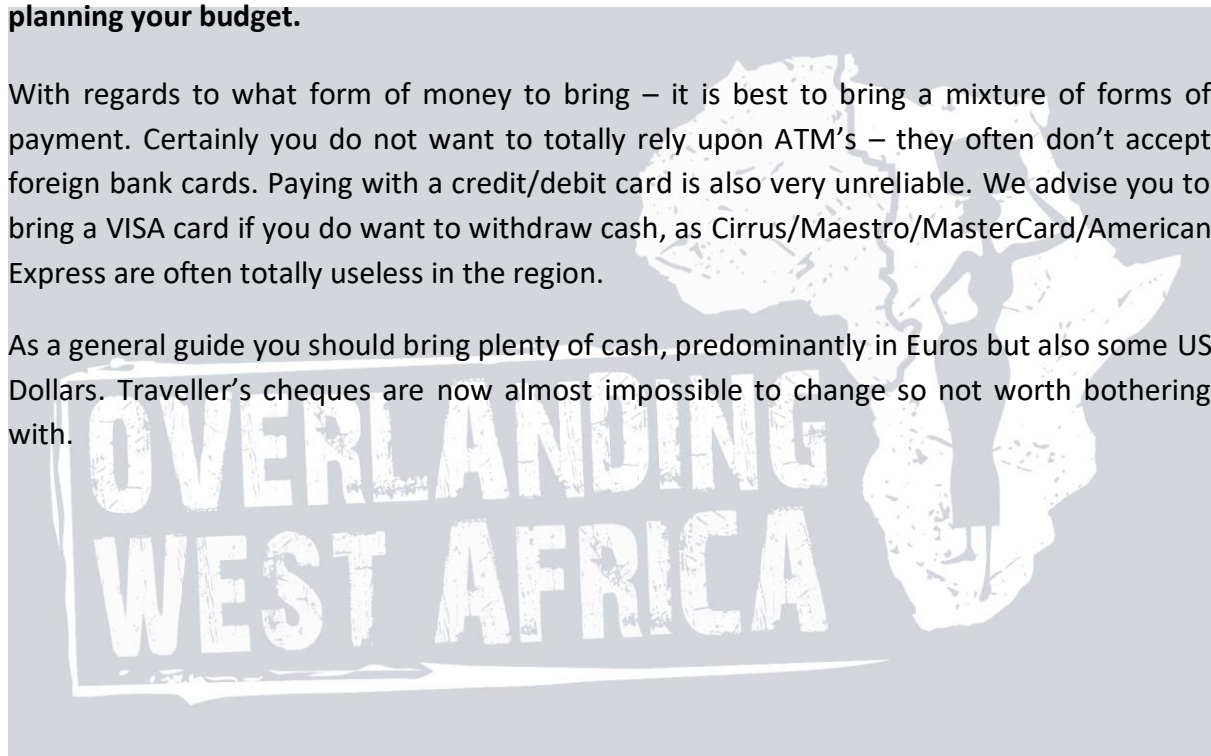 planning your budget.
With regards to what form of money to bring – it is best to bring a mixture of forms of
payment. Certainly you do not want to totally rely upon ATM's – they often don’t accept
foreign bank cards. Paying with a credit/debit card is also very unreliable. We advise you to
bring a VISA card if you do want to withdraw cash, as Cirrus/Maestro/MasterCard/American
Express are often totally useless in the region.
As a general guide you should bring plenty of cash, predominantly in Euros but also some US
Dollars. Traveller’s cheques are now almost impossible to change so not worth bothering
with.
OVERLANDING
WEST AFRICA